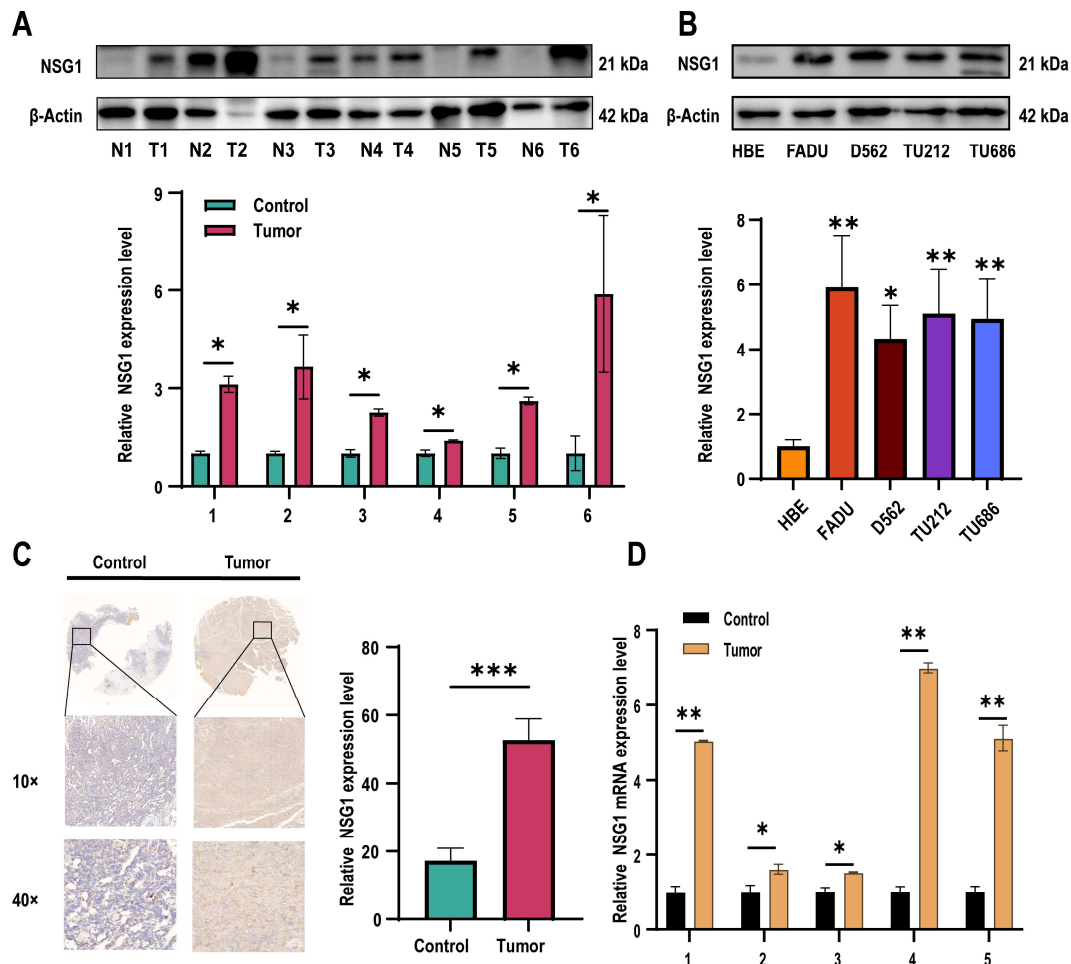 A
NSG1
21 kDa
β-Actin
42 kDa
N1 T1 N2 T2 N3 T3 N4 T4 N5 T5 N6 T6
Relative NSG1 expression level
9
6
3
0
Control
Tumor
*
*
*
*
*
*
1 2 3 4 5 6
B
NSG1
21 kDa
β-Actin
42 kDa
HBE FADU D562 TU212 TU686
Relative NSG1 expression level
8
6
4
2
0
**
*
**
**
HBE FADU D562 TU212 TU686
C
Control Tumor
10×
40×
Relative NSG1 expression level
80
60
40
20
0
***
Control Tumor
D
Control
Tumor
Relative NSG1 mRNA expression level
8
6
4
2
0
**
*
*
**
**
1 2 3 4 5